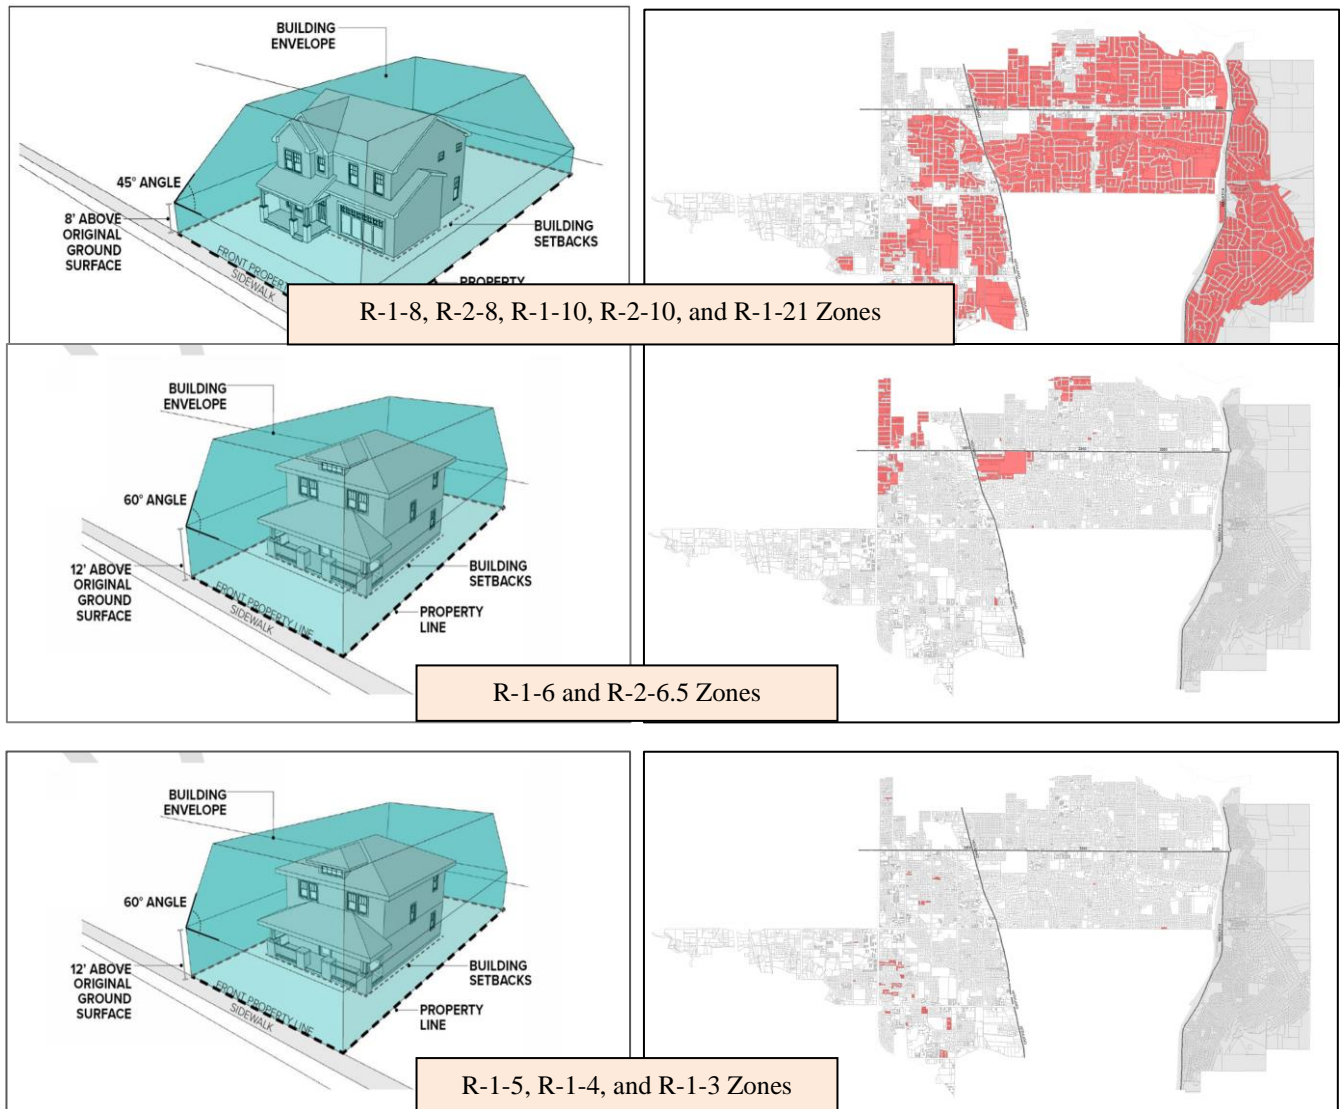 BUILDING
ENVELOPE
45° ANGLE
8' ABOVE
ORIGINAL
GROUND
SURFACE
BUILDING
SETBACKS
FRONT PROPERTY
SIDEWALK
PROPERTY
R-1-8, R-2-8, R-1-10, R-2-10, and R-1-21 Zones
BUILDING
ENVELOPE
60° ANGLE
12' ABOVE
ORIGINAL
GROUND
SURFACE
BUILDING
SETBACKS
FRONT PROPERTY LINE
SIDEWALK
PROPERTY
LINE
R-1-6 and R-2-6.5 Zones
BUILDING
ENVELOPE
60° ANGLE
12' ABOVE
ORIGINAL
GROUND
SURFACE
BUILDING
SETBACKS
FRONT PROPERTY LINE
SIDEWALK
PROPERTY
LINE
R-1-5, R-1-4, and R-1-3 Zones